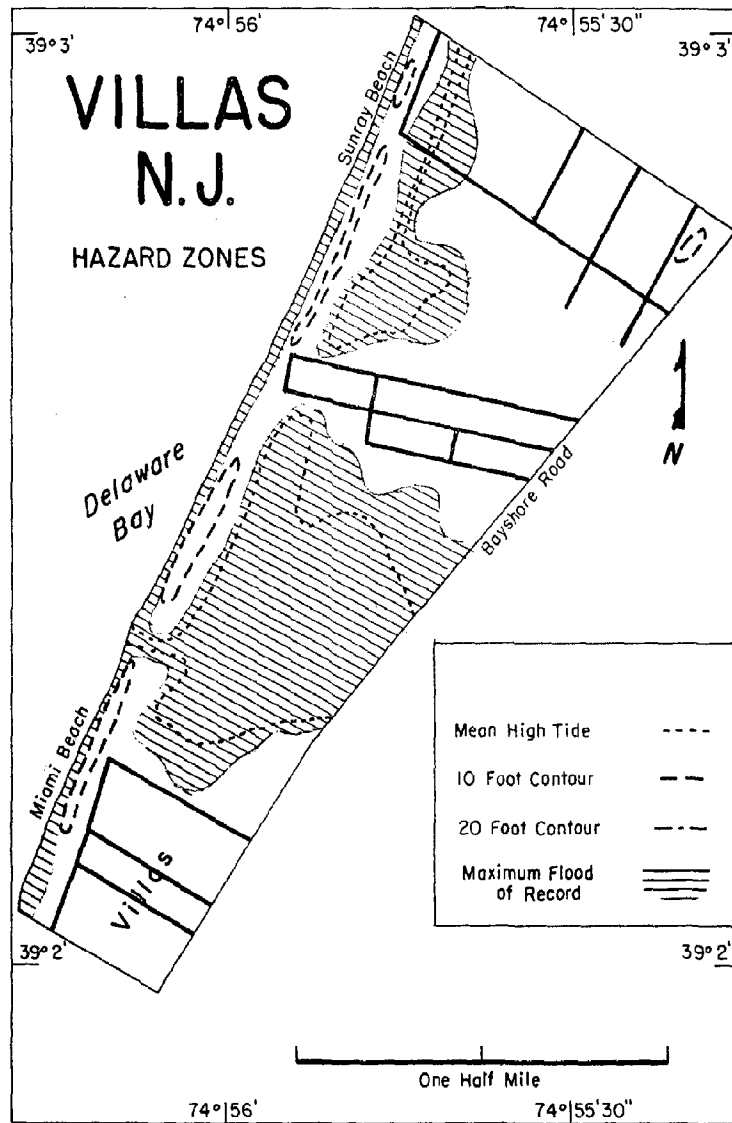 74° 56'
74° 55' 30"
39° 3'
39° 3'
VILLAS
N.J.
HAZARD ZONES
Sunray Beach
N
Delaware
Bay
Bayshore Road
Miami Beach
Villas
Mean High Tide
10 Foot Contour
20 Foot Contour
Maximum Flood
of Record
39° 2'
39° 2'
One Half Mile
74° 56'
74° 55' 30"